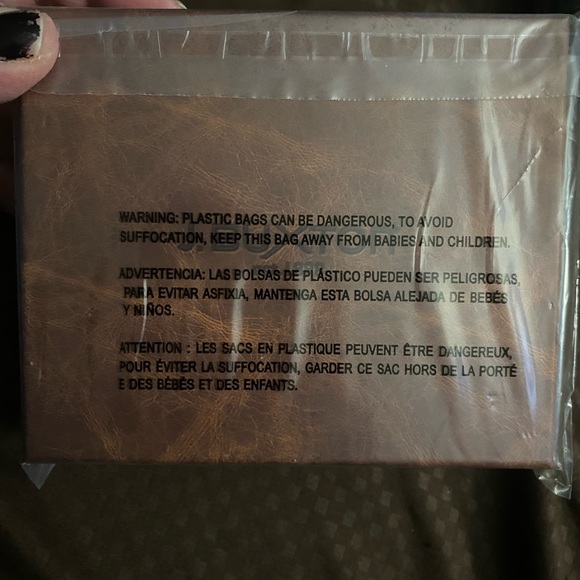 WARNING: PLASTIC BAGS CAN BE DANGEROUS, TO AVOID
SUFFOCATION, KEEP THIS BAG AWAY FROM BABIES AND CHILDREN.
BUXTON
ADVERTENCIA: LAS BOLSAS DE PLÁSTICO PUEDEN SER PELIGROSAS,
PARA EVITAR ASFIXIA, MANTENGA ESTA BOLSA ALEJADA DE BEBÉS
Y NIÑOS.
ATTENTION : LES SACS EN PLASTIQUE PEUVENT ÊTRE DANGEREUX,
POUR ÉVITER LA SUFFOCATION, GARDER CE SAC HORS DE LA PORTÉ
E DES BÉBÉS ET DES ENFANTS.